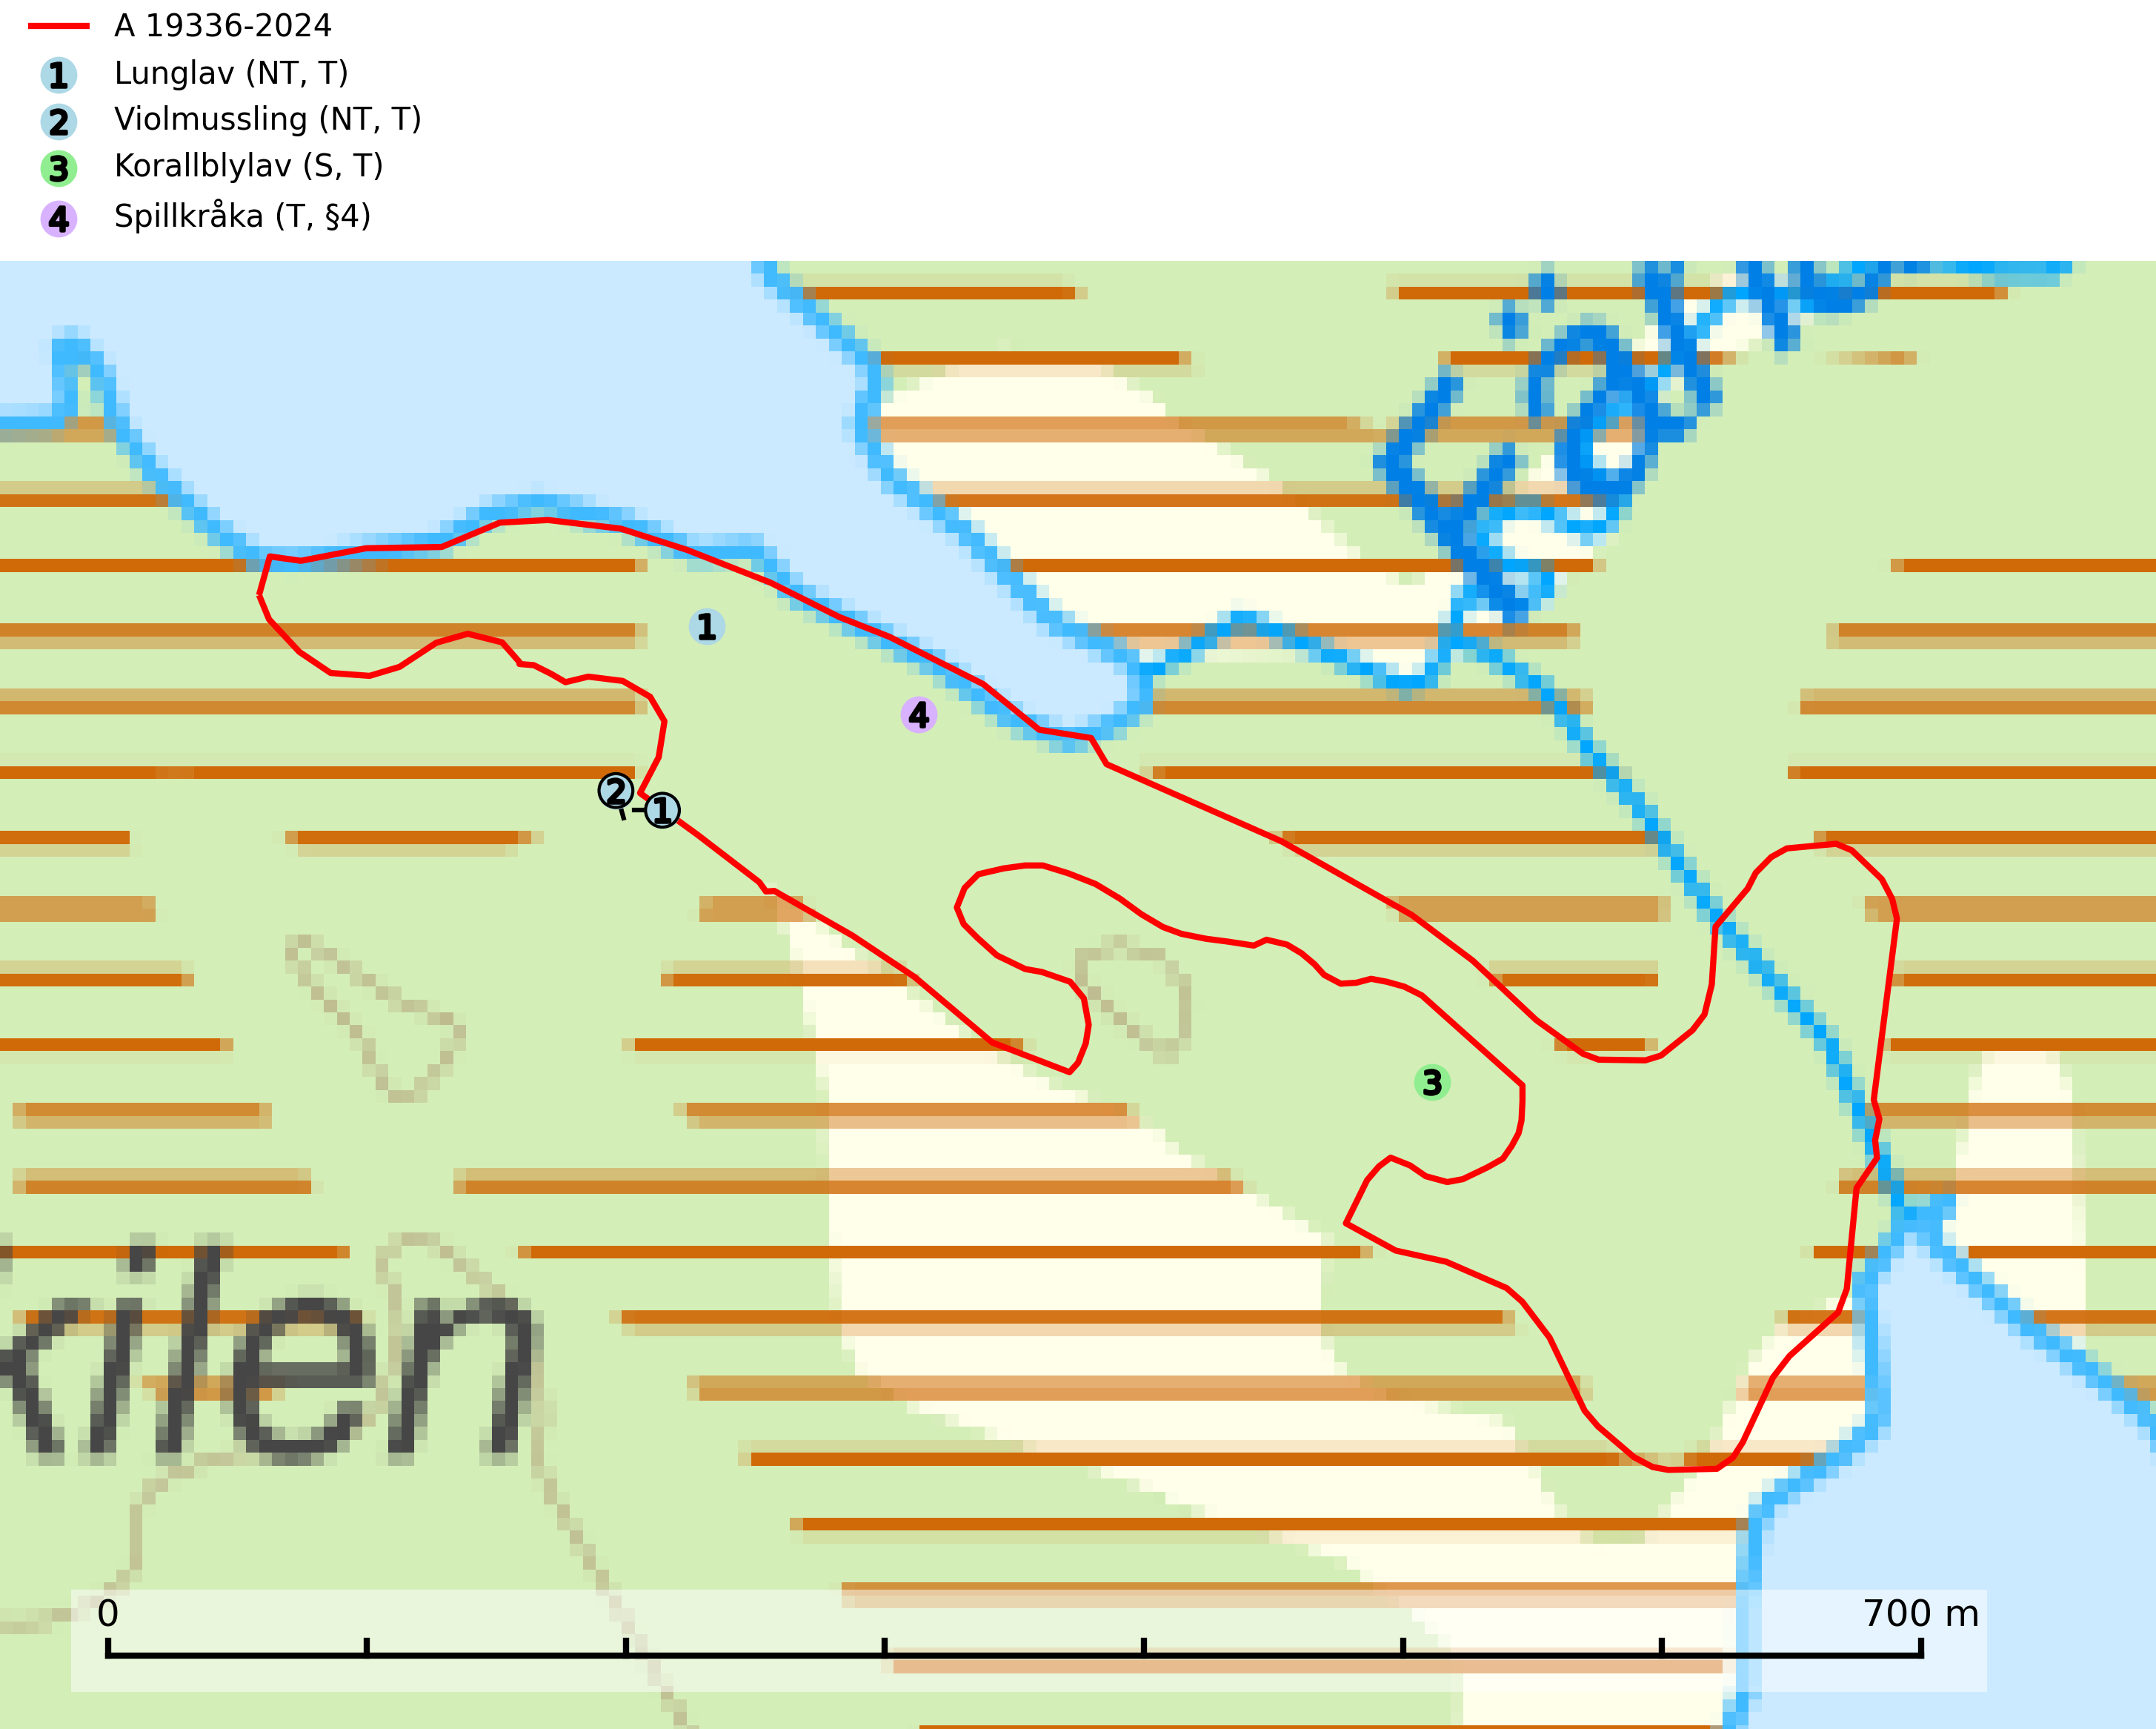 A 19336-2024
1 Lunglav (NT, T)
2 Violmussling (NT, T)
3 Korallblylav (S, T)
4 Spillkråka (T, §4)
1
4
2
1
3
0
700 m